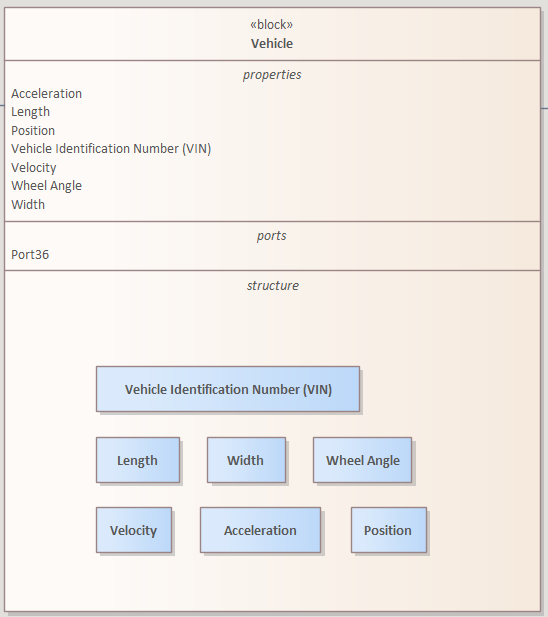 «block»
Vehicle
properties
Acceleration
Length
Position
Vehicle Identification Number (VIN)
Velocity
Wheel Angle
Width
ports
Port36
structure
Vehicle Identification Number (VIN)
Length Width Wheel Angle
Velocity Acceleration Position